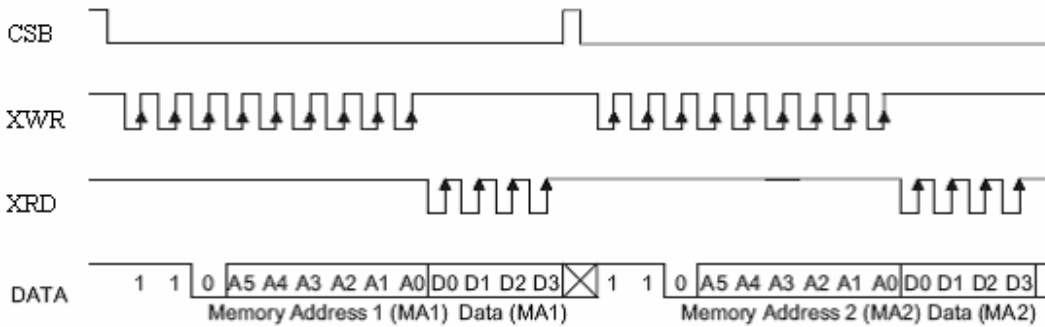 CSB
XWR
XRD
DATA 1 1 0 A5 A4 A3 A2 A1 A0 D0 D1 D2 D3 1 1 0 A5 A4 A3 A2 A1 A0 D0 D1 D2 D3
Memory Address 1 (MA1) Data (MA1) Memory Address 2 (MA2) Data (MA2)